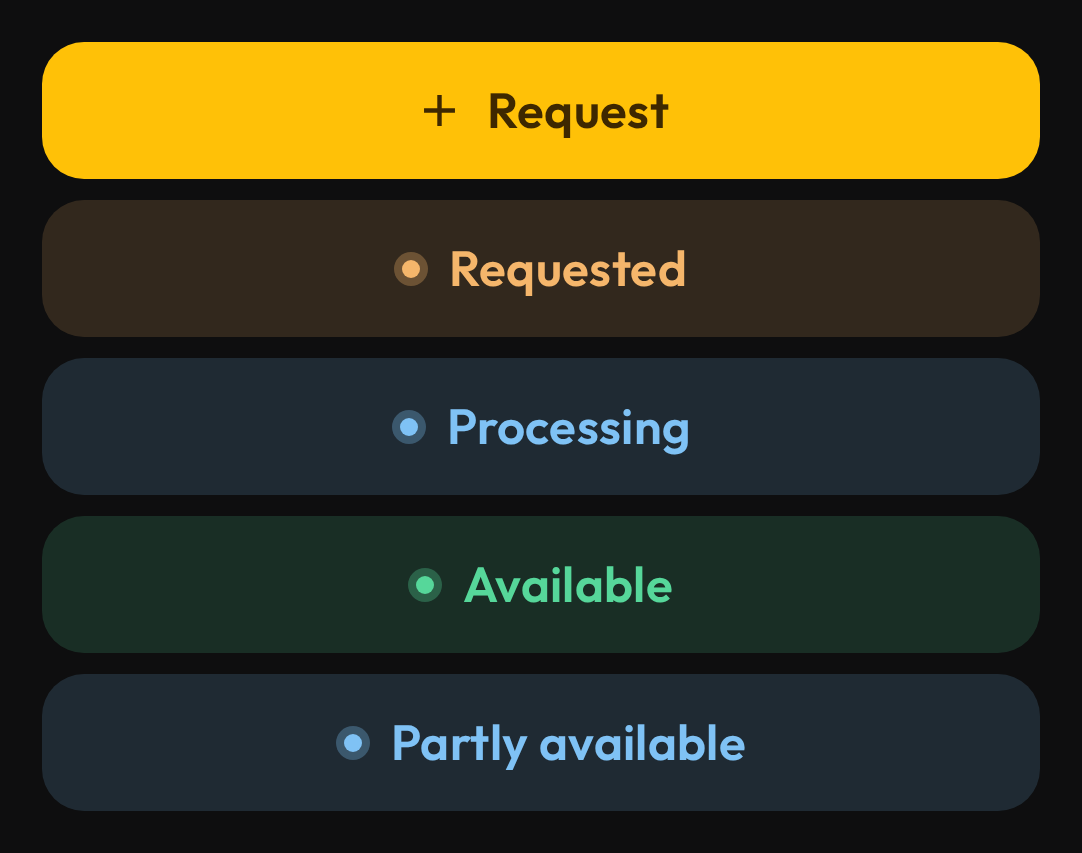 + Request
Requested
Processing
Available
Partly available